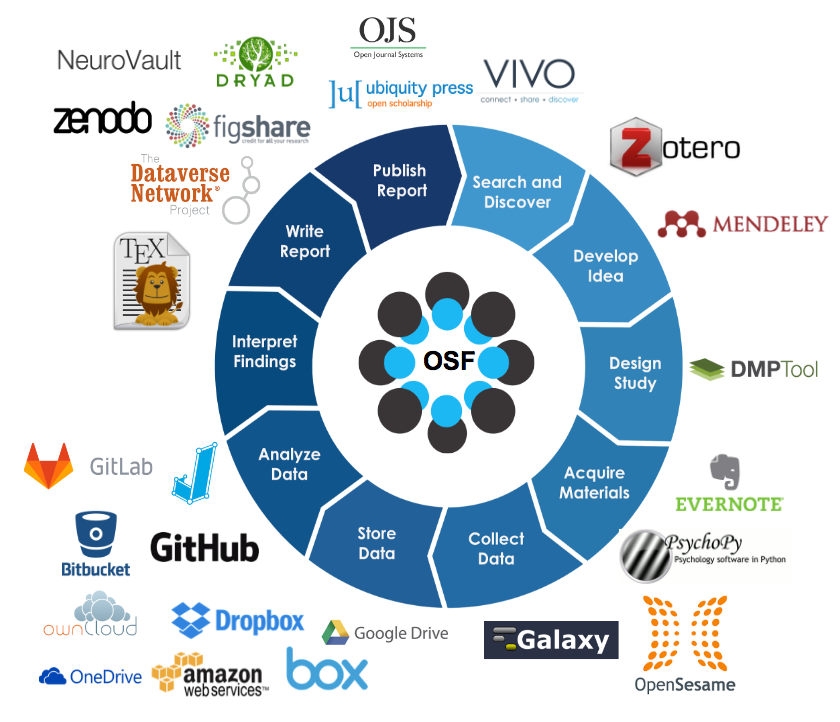 OJS
Open Journal Systems
NeuroVault
DRYAD
]u[ ubiquity press
open scholarship
VIVO
connect • share • discover
zenodo
figshare
credit for all your research
Zotero
The
Dataverse
Network®
Project
MENDELEY
Publish
Report
Search and
Discover
Write
Report
Develop
Idea
TEX
Interpret
Findings
OSF
Design
Study
DMPTool
GitLab
Analyze
Data
Acquire
Materials
EVERNOTE®
Bitbucket
GitHub
Store
Data
Collect
Data
PsychoPy
Psychology software in Python
ownCloud
Dropbox
Google Drive
Galaxy
OneDrive
amazon
webservices™
box
OpenSesame